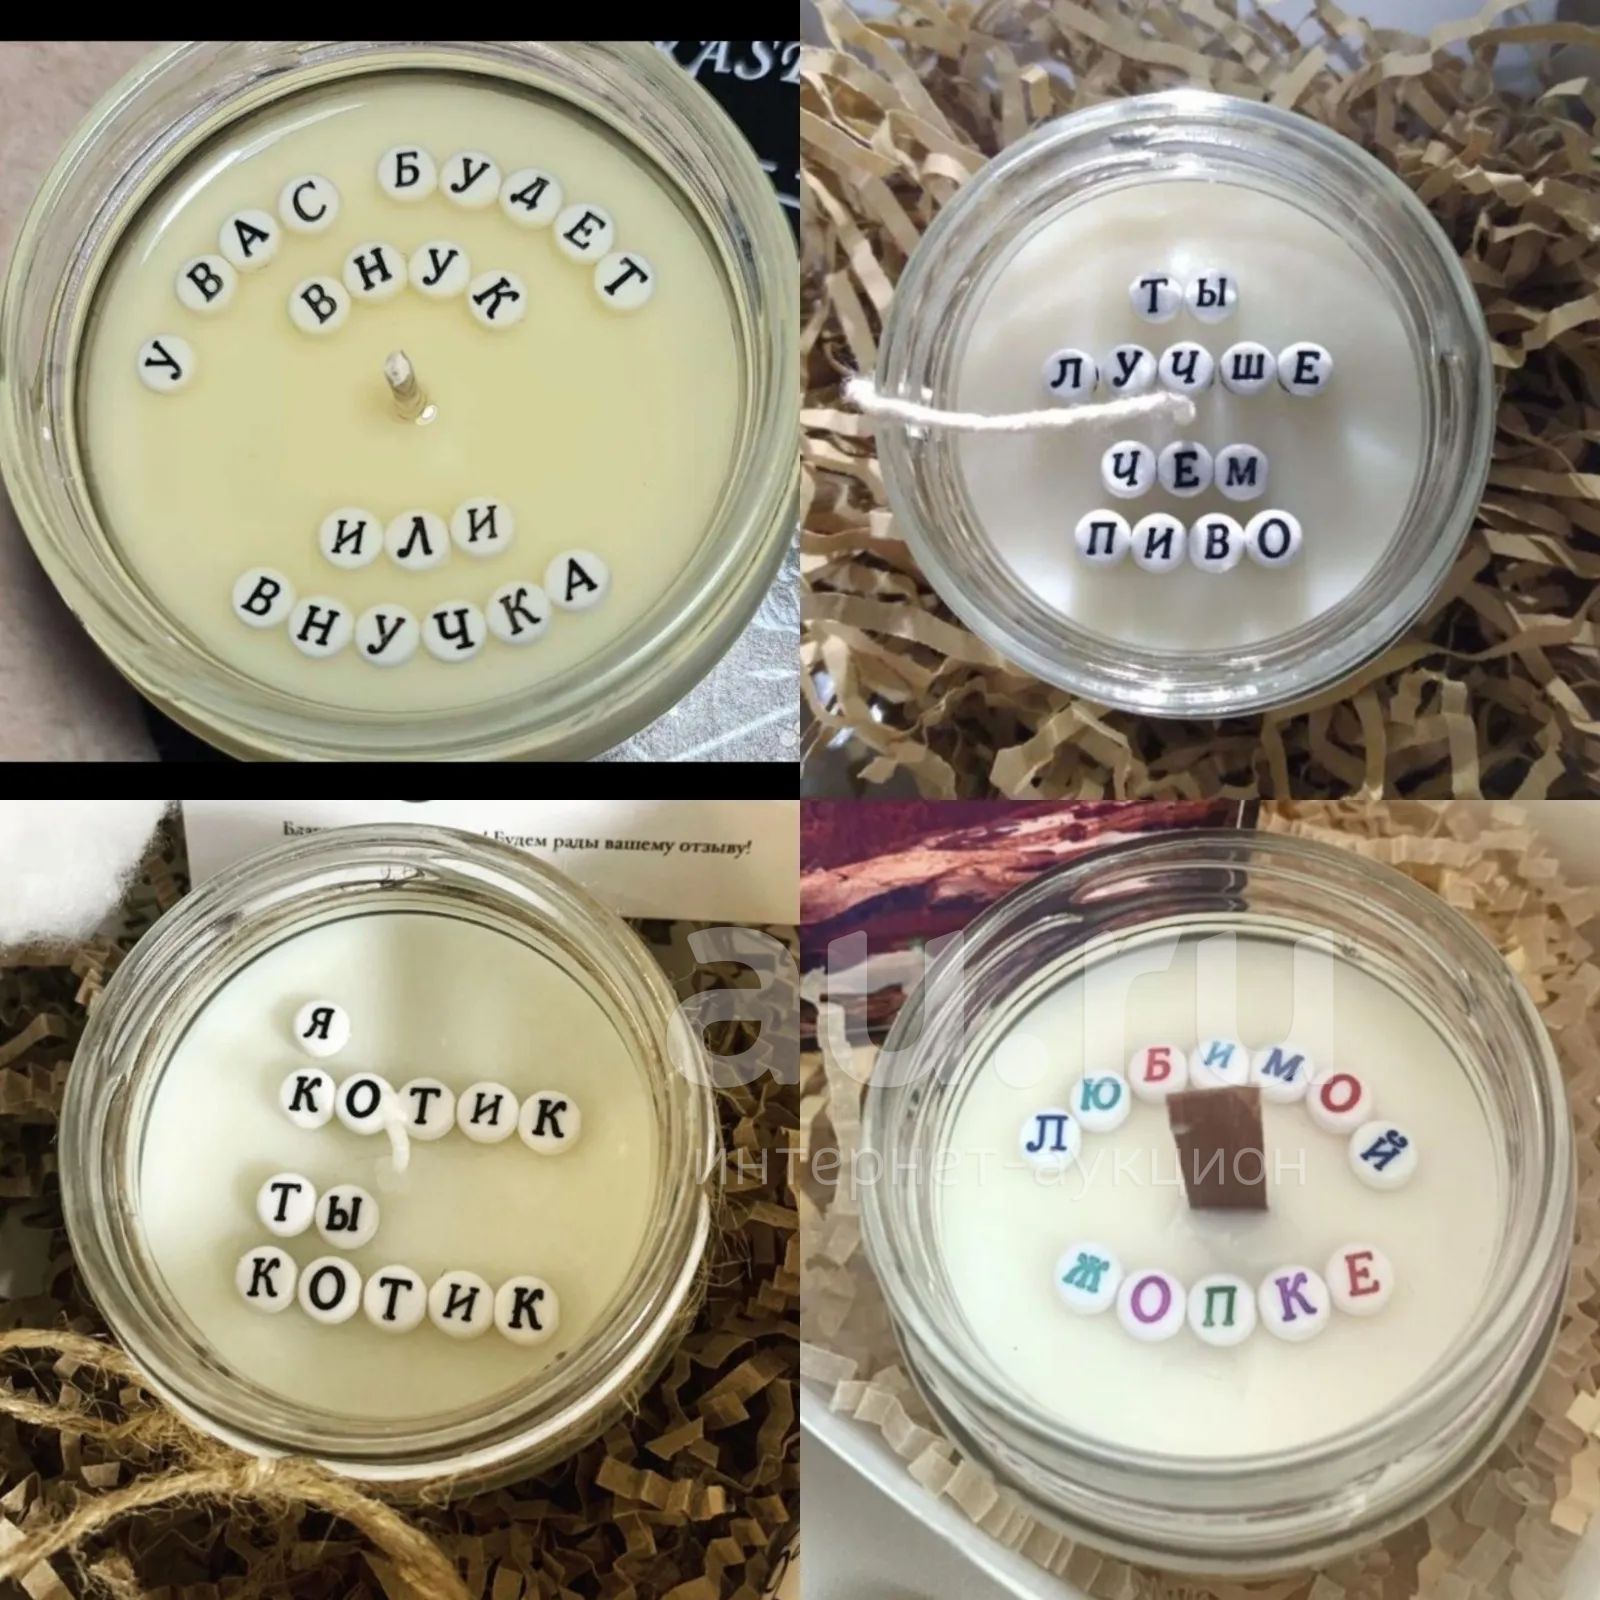 У ВАС БУДЕТ
ВНУК
ИЛИ
ВНУЧКА
ТЫ
ЛУЧШЕ
ЧЕМ
ПИВО
Будем рады вашему отзыву!
Я
КОТИК
ТЫ
КОТИК
au.ru
интернет-аукцион
ЛЮБИМОЙ
ЖОПКЕ